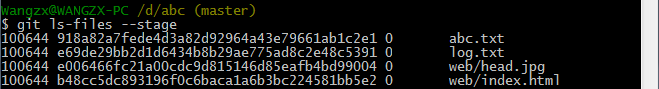 Wangzx@WANGZX-PC /d/abc (master)
$ git ls-files --stage
100644 918a82a7fede4d3a82d92964a43e79661ab1c2e1 0       abc.txt
100644 e69de29bb2d1d6434b8b29ae775ad8c2e48c5391 0       log.txt
100644 e006466fc21a00cdc9d815146d85eafb4bd99004 0       web/head.jpg
100644 b48cc5dc893196f0c6baca1a6b3bc224581bb5e2 0       web/index.html